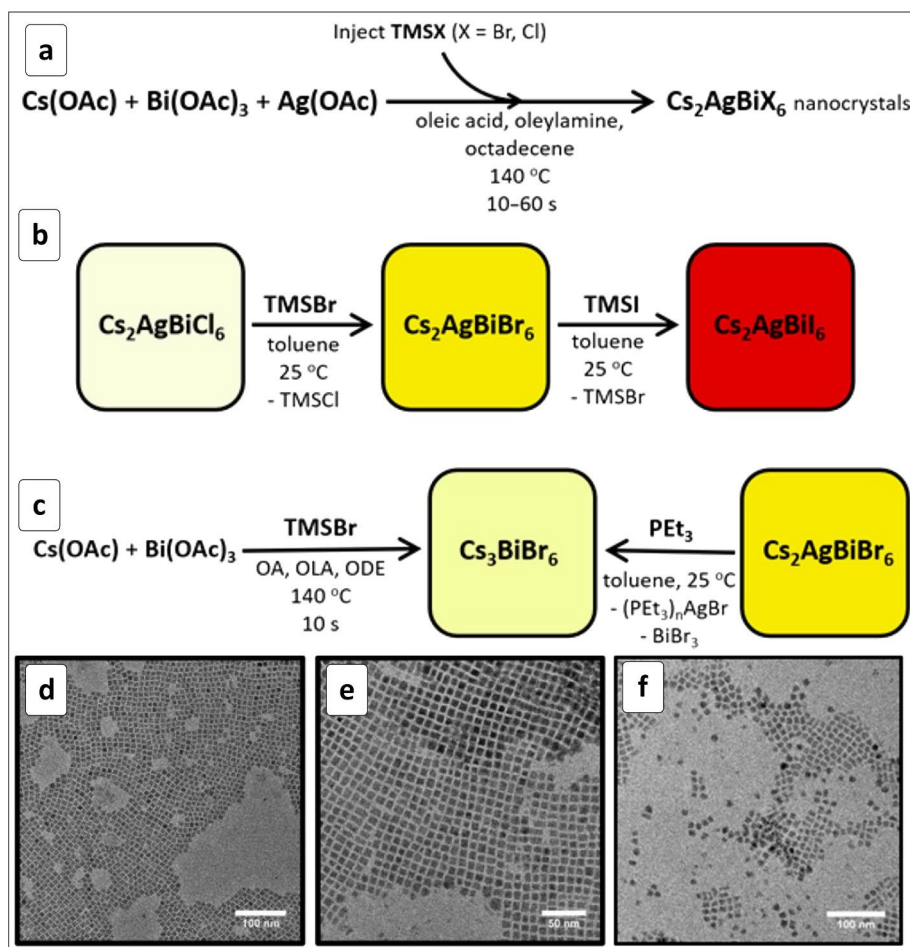 a
Inject TMSX (X = Br, Cl)
Cs(OAc) + Bi(OAc)₃ + Ag(OAc)
Cs₂AgBiX₆ nanocrystals
oleic acid, oleylamine,
octadecene
140 °C
10–60 s
b
Cs₂AgBiCl₆
TMSBr
toluene
25 °C
- TMSCl
Cs₂AgBiBr₆
TMSI
toluene
25 °C
- TMSBr
Cs₂AgBiI₆
c
Cs(OAc) + Bi(OAc)₃
TMSBr
OA, OLA, ODE
140 °C
10 s
Cs₃BiBr₆
PEt₃
toluene, 25 °C
- (PEt₃)ₙAgBr
- BiBr₃
Cs₂AgBiBr₆
d
100 nm
e
50 nm
f
100 nm